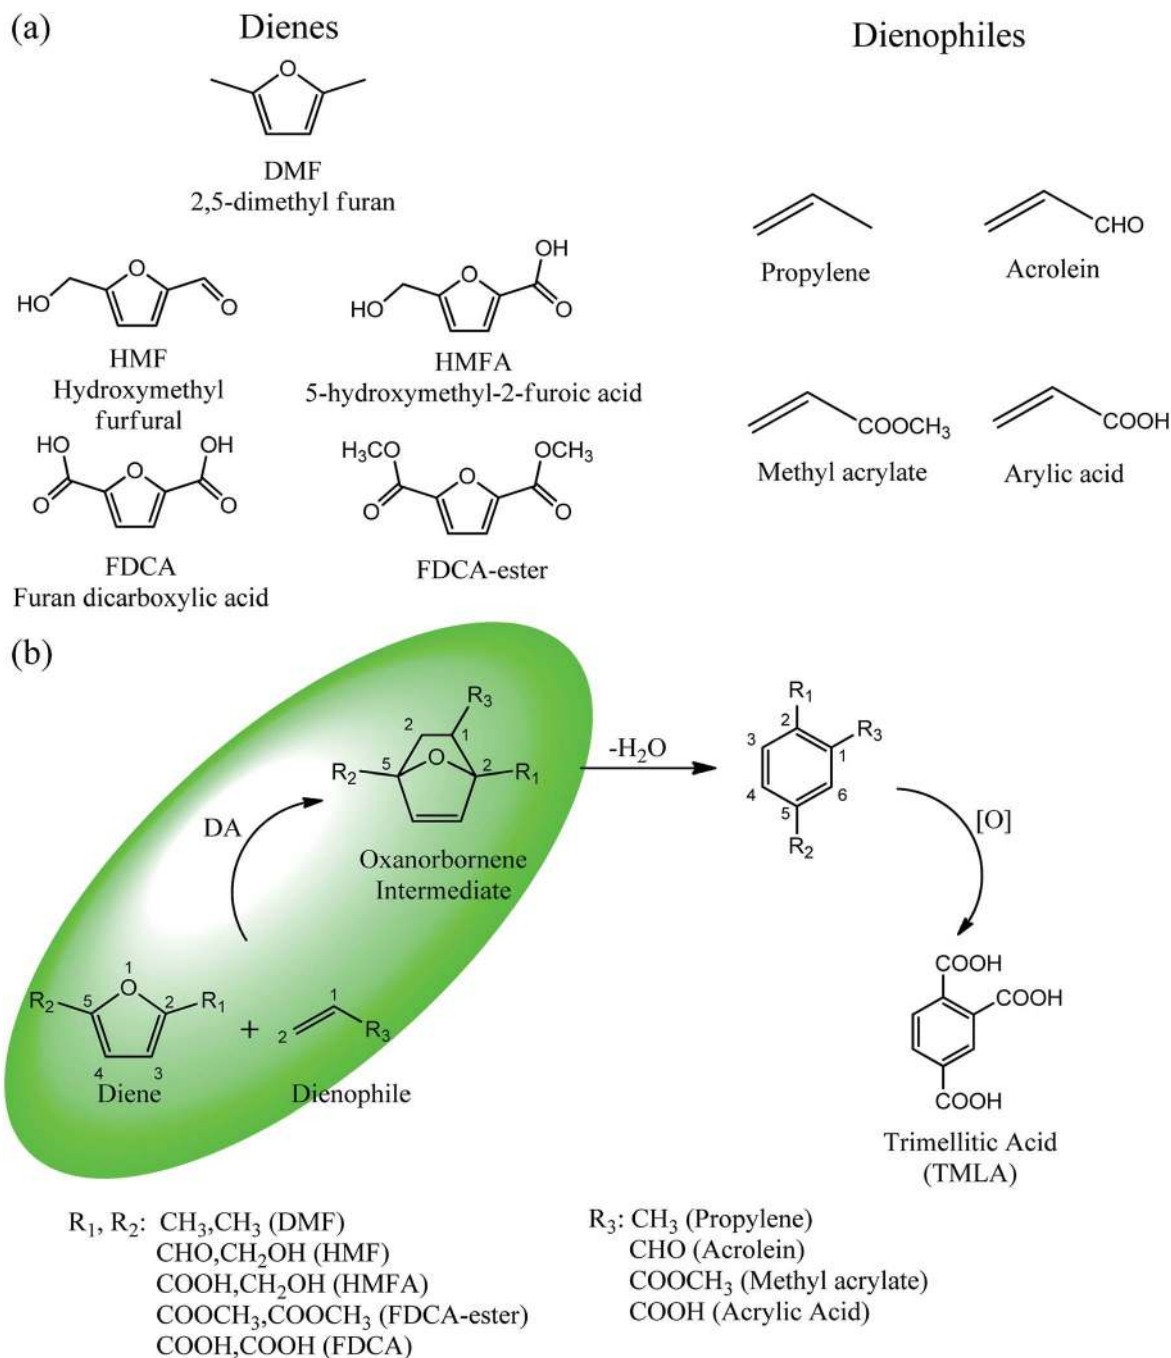 (a)
Dienes
Dienophiles
O
DMF
2,5-dimethyl furan
HO
O
O
HMF
Hydroxymethyl
furfural
HO
O
OH
O
HMFA
5-hydroxymethyl-2-furoic acid
Propylene
CHO
Acrolein
HO
O
O
OH
O
FDCA
Furan dicarboxylic acid
H₃CO
O
O
OCH₃
O
FDCA-ester
COOCH₃
Methyl acrylate
COOH
Arylic acid
(b)
R₃
2
1
R₂
5
O
2
R₁
Oxanorbornene
Intermediate
DA
1
O
R₂
5
2
R₁
4
3
Diene
+
1
2
R₃
Dienophile
-H₂O
R₁
2
R₃
3
1
4
6
5
R₂
[O]
COOH
COOH
COOH
Trimellitic Acid
(TMLA)
R₁, R₂: CH₃,CH₃ (DMF)
CHO,CH₂OH (HMF)
COOH,CH₂OH (HMFA)
COOCH₃,COOCH₃ (FDCA-ester)
COOH,COOH (FDCA)
R₃: CH₃ (Propylene)
CHO (Acrolein)
COOCH₃ (Methyl acrylate)
COOH (Acrylic Acid)